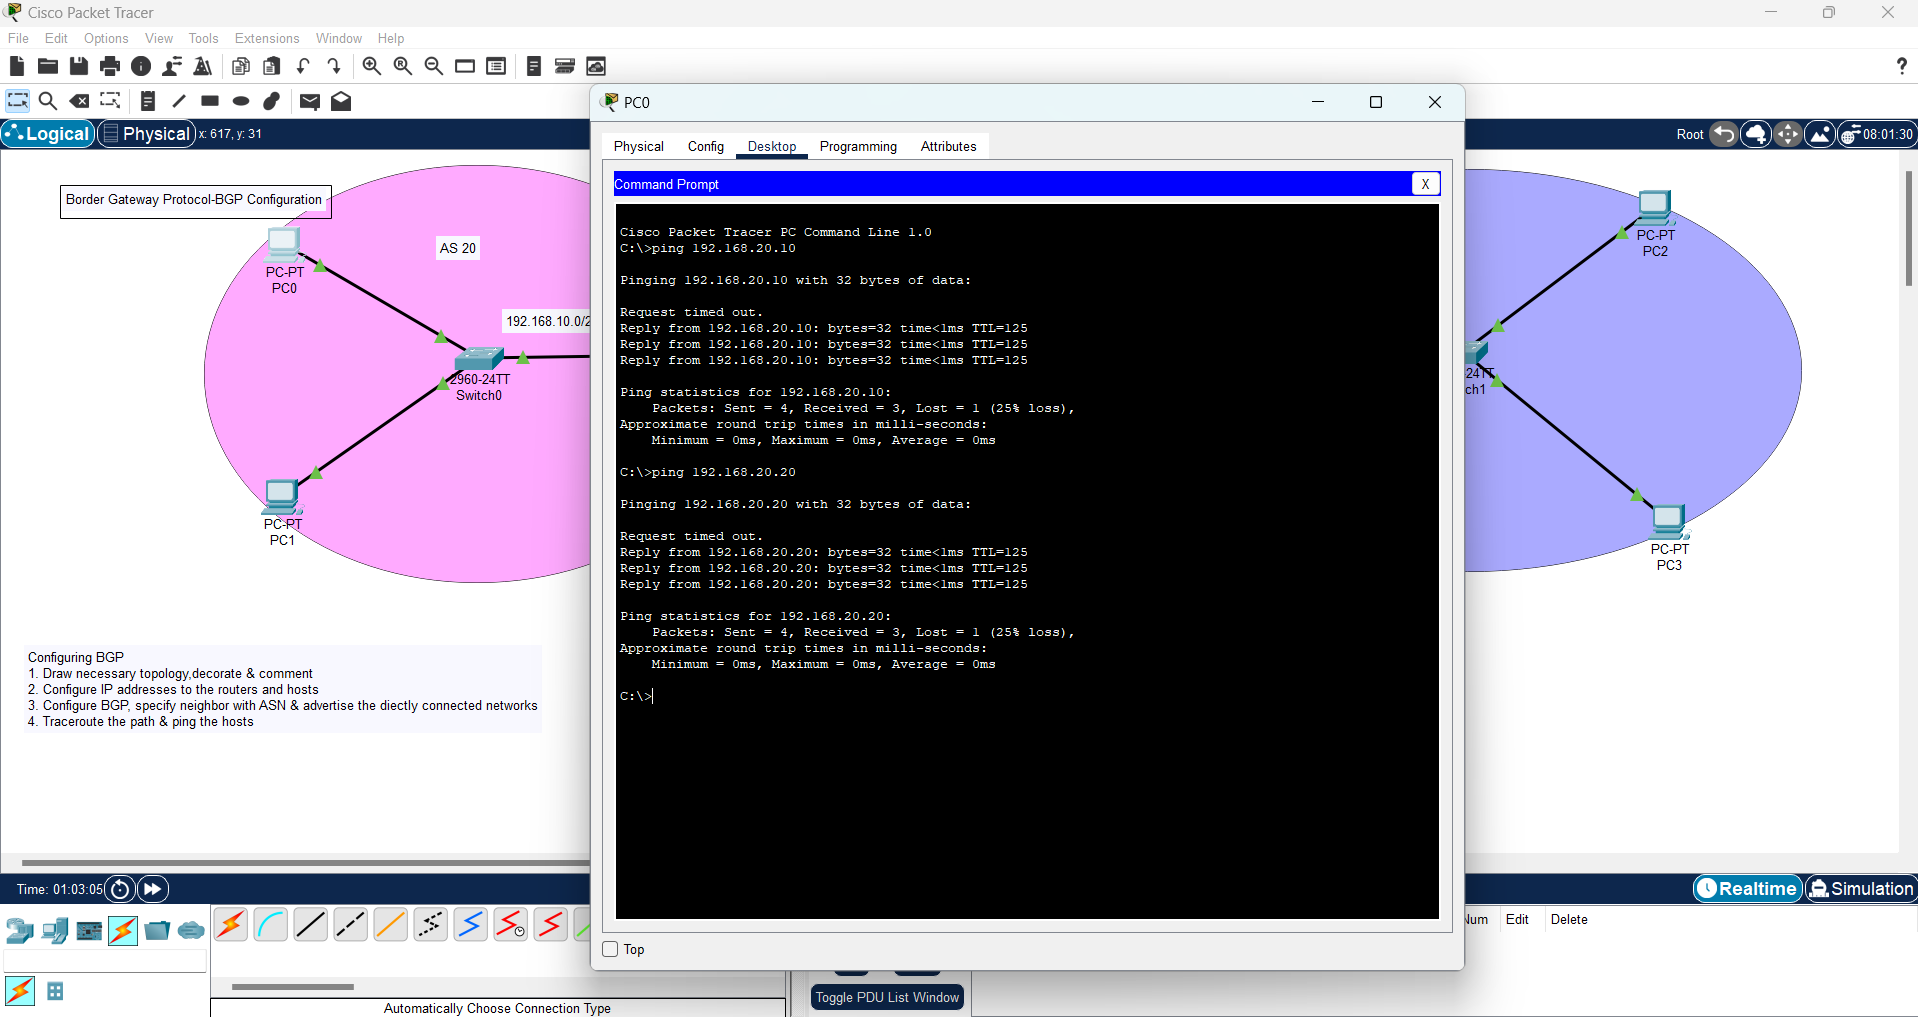 Cisco Packet Tracer
File Edit Options View Tools Extensions Window Help
Logical Physical x: 617, y: 31
Root 08:01:30
Border Gateway Protocol-BGP Configuration
AS 20
PC-PT
PC0
192.168.10.0/2
2960-24TT
Switch0
PC-PT
PC1
Configuring BGP
1. Draw necessary topology,decorate & comment
2. Configure IP addresses to the routers and hosts
3. Configure BGP, specify neighbor with ASN & advertise the diectly connected networks
4. Traceroute the path & ping the hosts
PC0
Physical Config Desktop Programming Attributes
Command Prompt X
Cisco Packet Tracer PC Command Line 1.0
C:\>ping 192.168.20.10
Pinging 192.168.20.10 with 32 bytes of data:
Request timed out.
Reply from 192.168.20.10: bytes=32 time<1ms TTL=125
Reply from 192.168.20.10: bytes=32 time<1ms TTL=125
Reply from 192.168.20.10: bytes=32 time<1ms TTL=125
Ping statistics for 192.168.20.10:
Packets: Sent = 4, Received = 3, Lost = 1 (25% loss),
Approximate round trip times in milli-seconds:
Minimum = 0ms, Maximum = 0ms, Average = 0ms
C:\>ping 192.168.20.20
Pinging 192.168.20.20 with 32 bytes of data:
Request timed out.
Reply from 192.168.20.20: bytes=32 time<1ms TTL=125
Reply from 192.168.20.20: bytes=32 time<1ms TTL=125
Reply from 192.168.20.20: bytes=32 time<1ms TTL=125
Ping statistics for 192.168.20.20:
Packets: Sent = 4, Received = 3, Lost = 1 (25% loss),
Approximate round trip times in milli-seconds:
Minimum = 0ms, Maximum = 0ms, Average = 0ms
C:\>
Top
PC-PT
PC2
-24TT
ch1
PC-PT
PC3
Time: 01:03:05
Realtime Simulation
Num Edit Delete
Automatically Choose Connection Type
Toggle PDU List Window